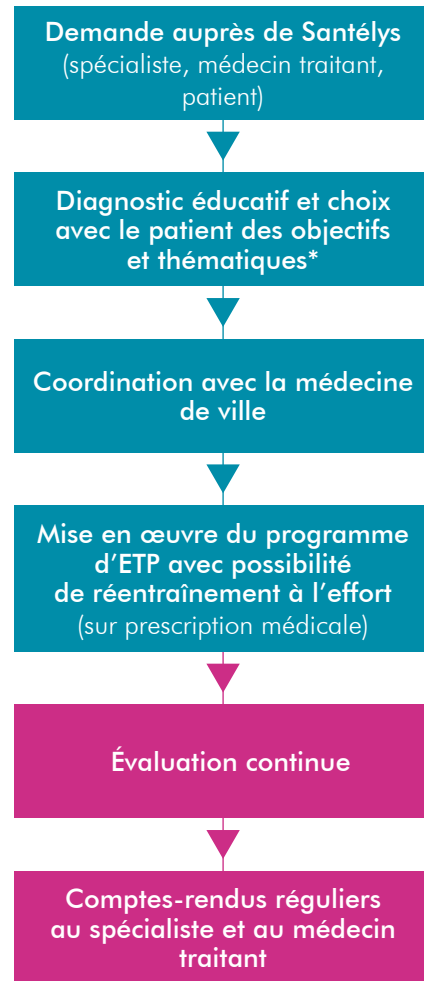 Demande auprès de Santélys
(spécialiste, médecin traitant,
patient)
Diagnostic éducatif et choix
avec le patient des objectifs
et thématiques*
Coordination avec la médecine
de ville
Mise en œuvre du programme
d’ETP avec possibilité
de réentraînement à l’effort
(sur prescription médicale)
Évaluation continue
Comptes-rendus réguliers
au spécialiste et au médecin
traitant